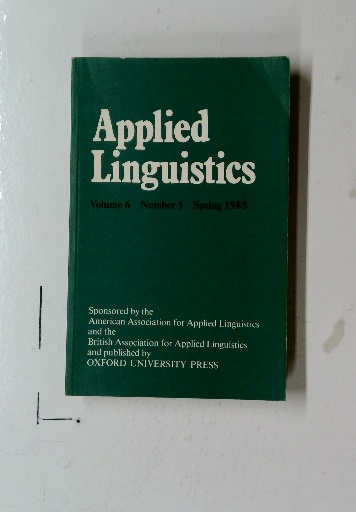 Applied
Linguistics
Volume 6 Number 1 Spring 1985
Sponsored by the
American Association for Applied Linguistics
and the
British Association for Applied Linguistics
and published by
OXFORD UNIVERSITY PRESS